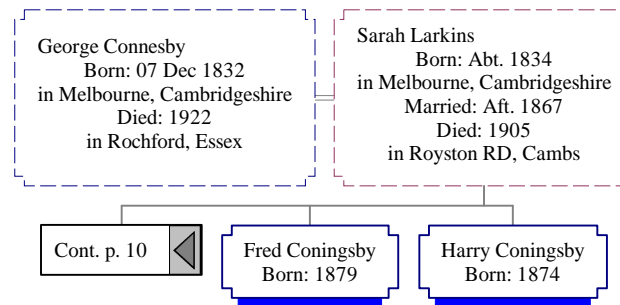 George Connesby
Born: 07 Dec 1832
in Melbourne, Cambridgeshire
Died: 1922
in Rochford, Essex
Sarah Larkins
Born: Abt. 1834
in Melbourne, Cambridgeshire
Married: Aft. 1867
Died: 1905
in Royston RD, Cambs
Cont. p. 10
Fred Coningsby
Born: 1879
Harry Coningsby
Born: 1874